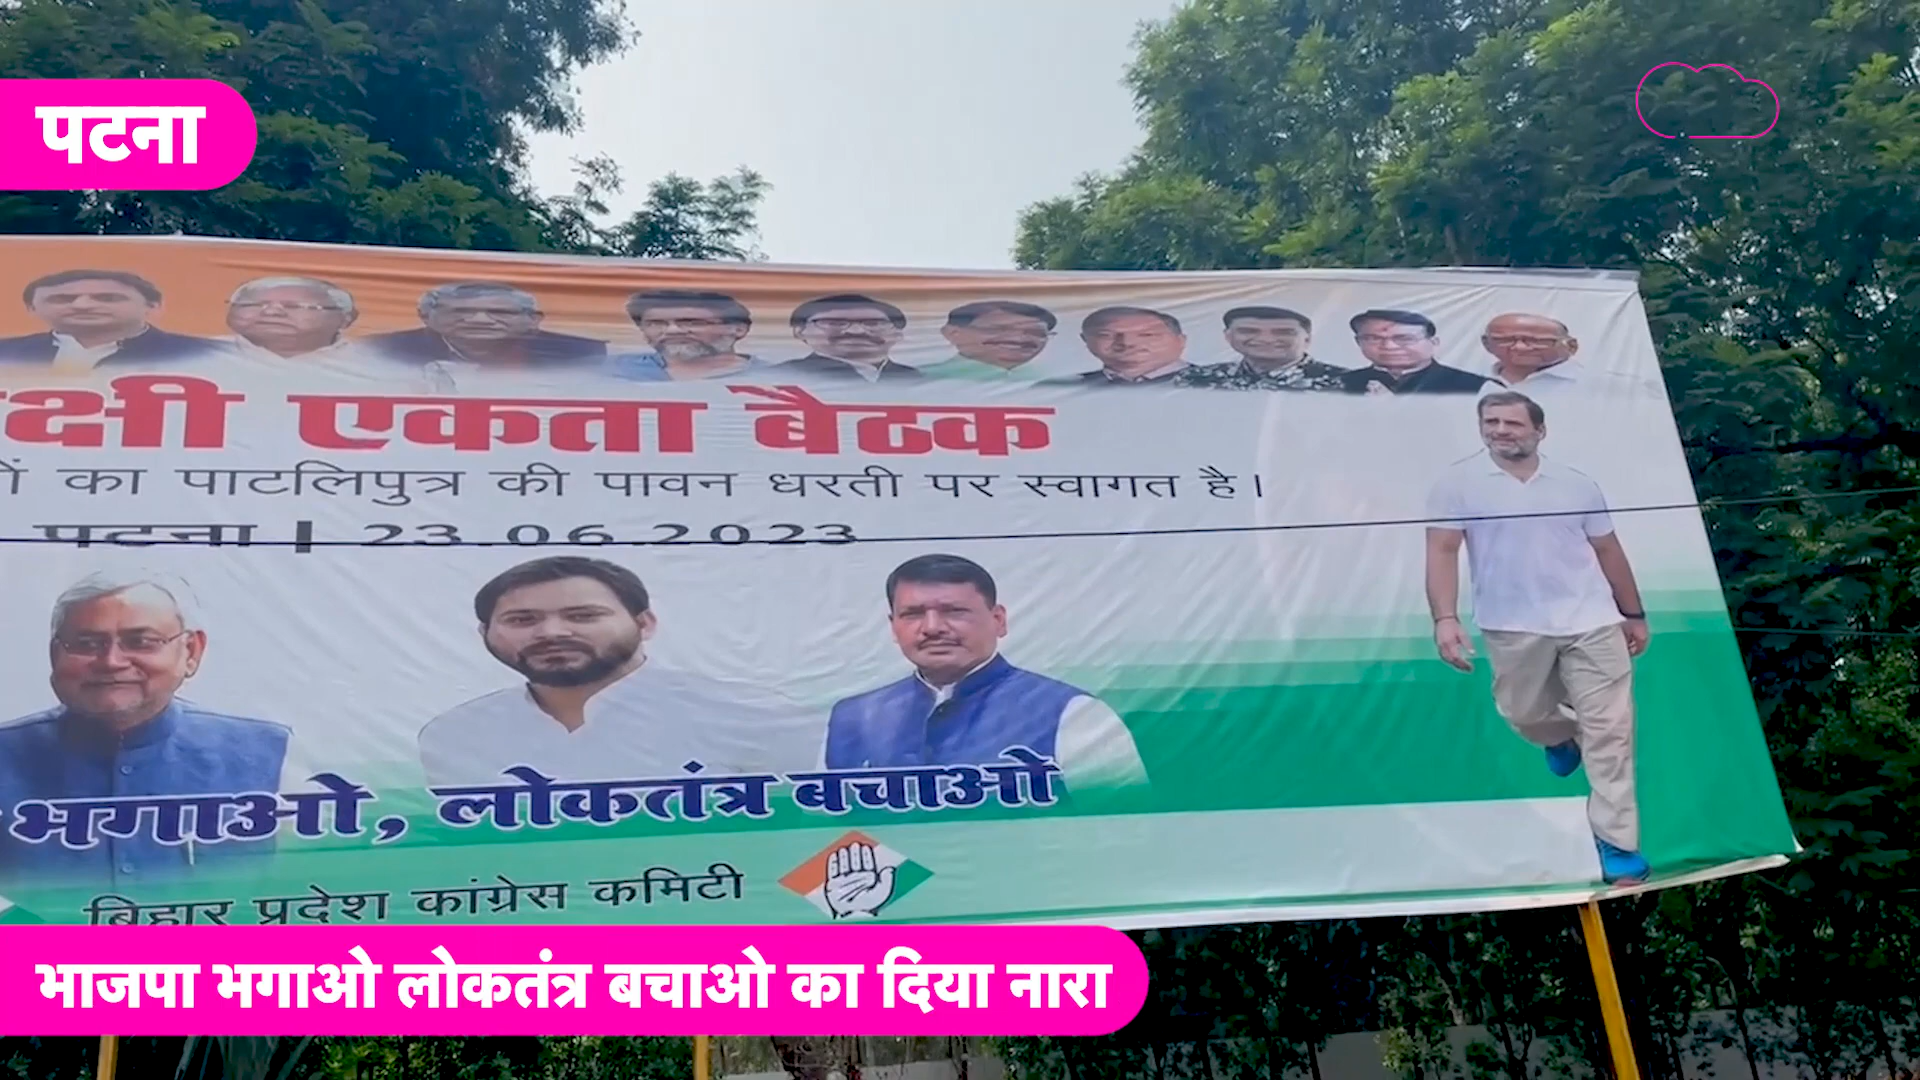 पटना
एकता बैठक
का पाटलिपुत्र की पावन धरती पर स्वागत है।
पटना | 23.06.2023
भगाओ, लोकतंत्र बचाओ
बिहार प्रदेश कांग्रेस कमिटी
भाजपा भगाओ लोकतंत्र बचाओ का दिया नारा